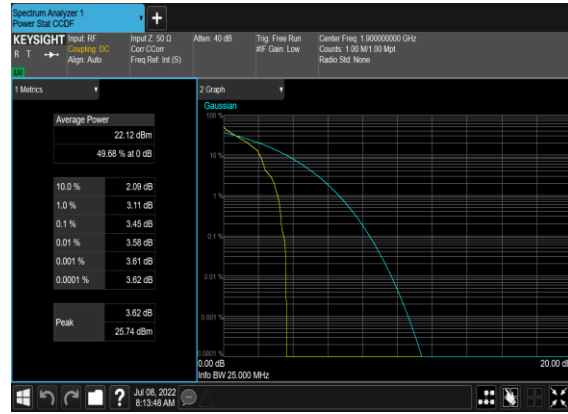 Spectrum Analyzer 1
Power Stat CCDF
KEYSIGHT
R T
LXI
Input: RF
Coupling: DC
Align: Auto
Input Z: 50 Ω
Corr CCorr
Freq Ref: Int (S)
Atten: 40 dB
Trig: Free Run
#IF Gain: Low
Center Freq: 1.900000000 GHz
Counts: 1.00 M/1.00 Mpt
Radio Std: None
1 Metrics
Average Power
22.12 dBm
49.68 % at 0 dB
10.0 % 2.09 dB
1.0 % 3.11 dB
0.1 % 3.45 dB
0.01 % 3.58 dB
0.001 % 3.61 dB
0.0001 % 3.62 dB
Peak
3.62 dB
25.74 dBm
2 Graph
Gaussian
100 %
10 %
1 %
0.1 %
0.01 %
0.001 %
0.0001 %
0.00 dB
20.00 dB
Info BW 25.000 MHz
?
Jul 08, 2022
8:13:48 AM